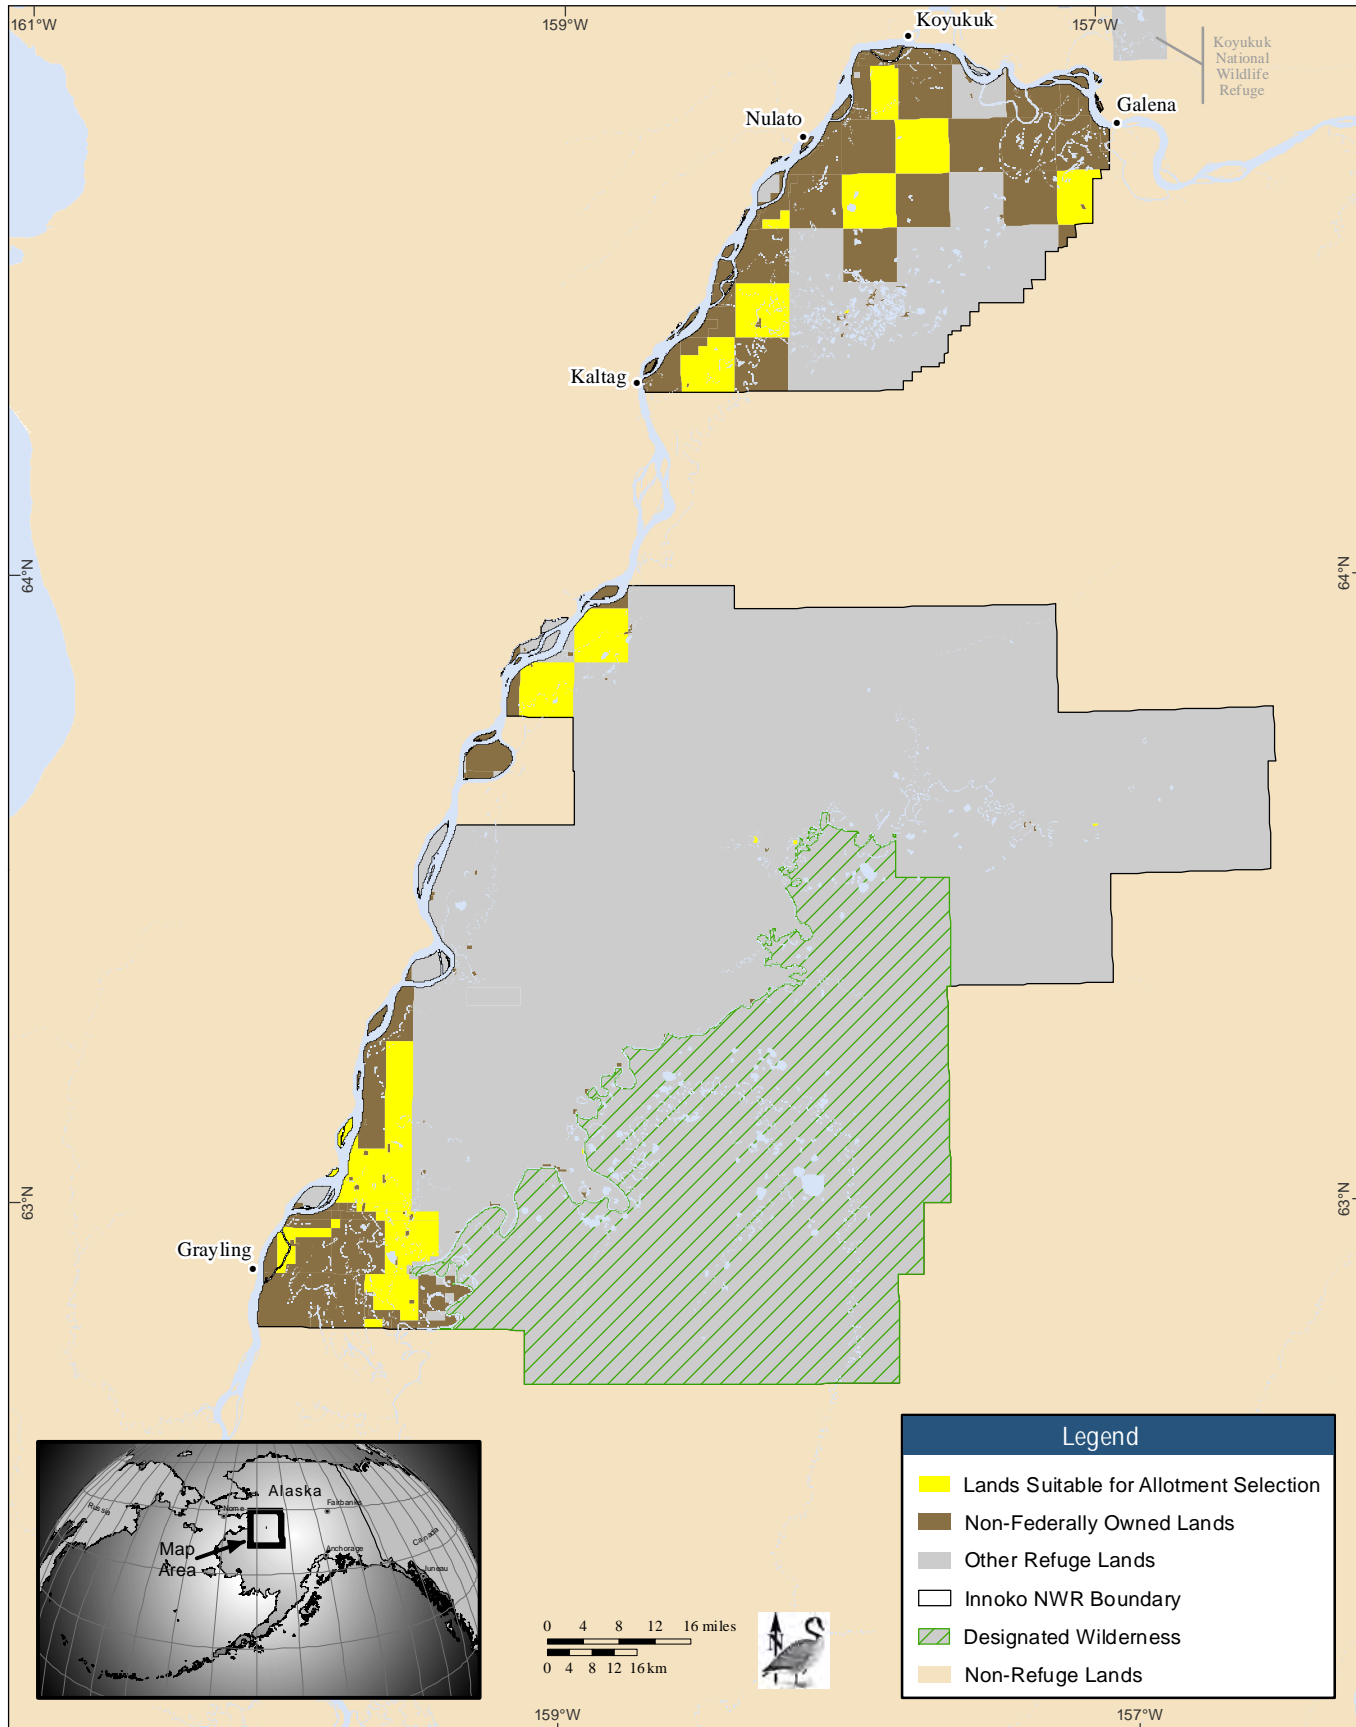 161°W
159°W
157°W
Koyukuk
Koyukuk
National
Wildlife
Refuge
Galena
Nulato
Kaltag
64°N
64°N
63°N
63°N
Grayling
Legend
Lands Suitable for Allotment Selection
Non-Federally Owned Lands
Other Refuge Lands
Innoko NWR Boundary
Designated Wilderness
Non-Refuge Lands
Alaska
Russia
Nome
Fairbanks
Canada
Map
Area
Anchorage
Juneau
0 4 8 12 16 miles
0 4 8 12 16 km
N
159°W
157°W